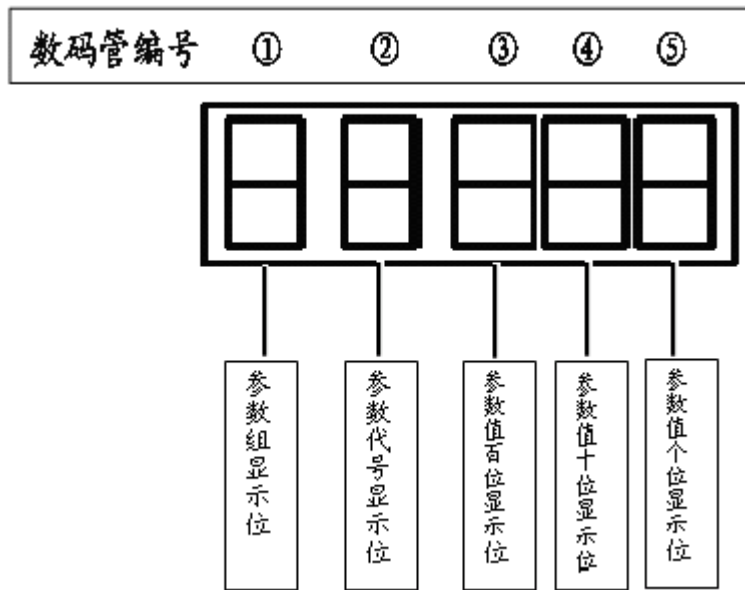 数码管编号 ① ② ③ ④ ⑤
参数组显示位
参数代号显示位
参数值百位显示位
参数值十位显示位
参数值个位显示位